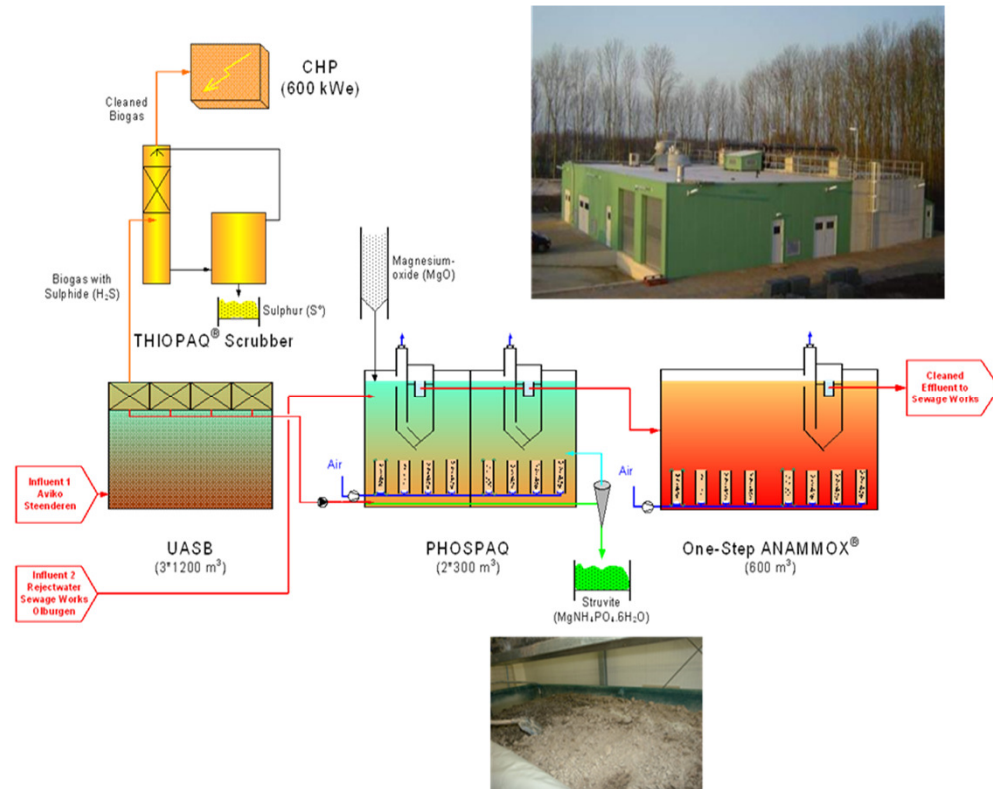 CHP
(600 kWe)
Cleaned
Biogas
Biogas with
Sulphide (H₂S)
Magnesium-
oxide (MgO)
Sulphur (S°)
THIOPAQ® Scrubber
Cleaned
Effluent to
Sewage Works
Influent 1
Aviko
Steenderen
Air
Air
UASB
(3*1200 m³)
PHOSPAQ
(2*300 m³)
One-Step ANAMMOX®
(600 m³)
Influent 2
Rejectwater
Sewage Works
Olburgen
Struvite
(MgNH₄PO₄.6H₂O)